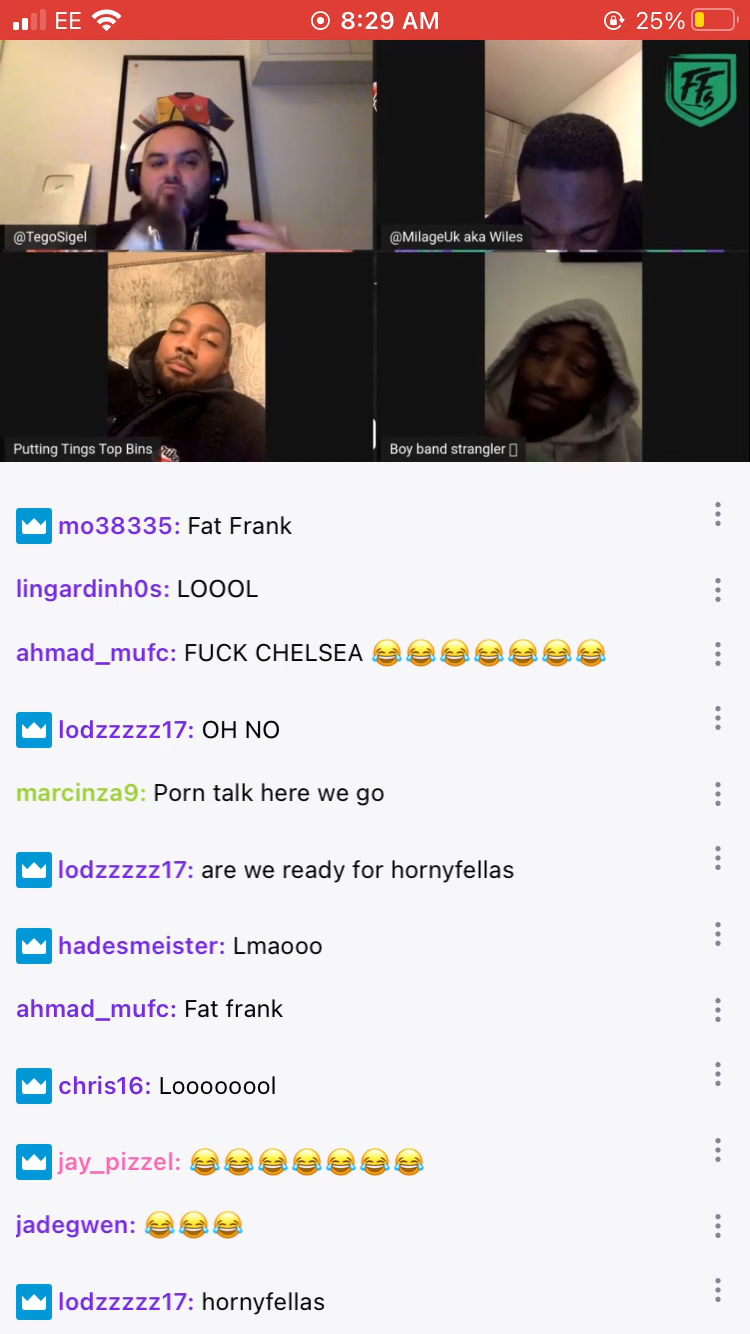 EE 8:29 AM 25%
FFs
@TegoSigel
@MilageUk aka Wiles
Putting Tings Top Bins
Boy band strangler
mo38335: Fat Frank
lingardinh0s: LOOOL
ahmad_mufc: FUCK CHELSEA 😂😂😂😂😂😂😂
lodzzzzz17: OH NO
marcinza9: Porn talk here we go
lodzzzzz17: are we ready for hornyfellas
hadesmeister: Lmaooo
ahmad_mufc: Fat frank
chris16: Looooooool
jay_pizzel: 😂😂😂😂😂😂😂
jadegwen: 😂😂😂
lodzzzzz17: hornyfellas